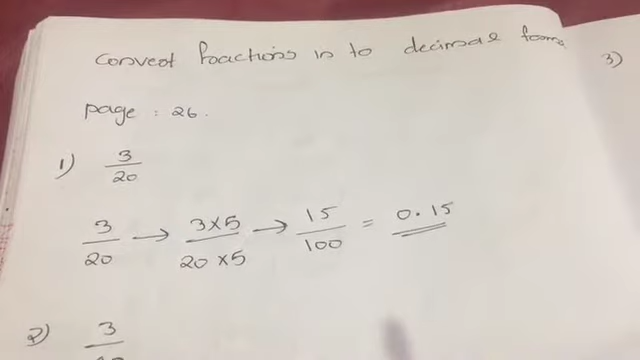 Convert fractions in to decimal form
page : 26.
3)
1) 3/20
3/20 → 3×5/20×5 → 15/100 = 0.15
2) 3/